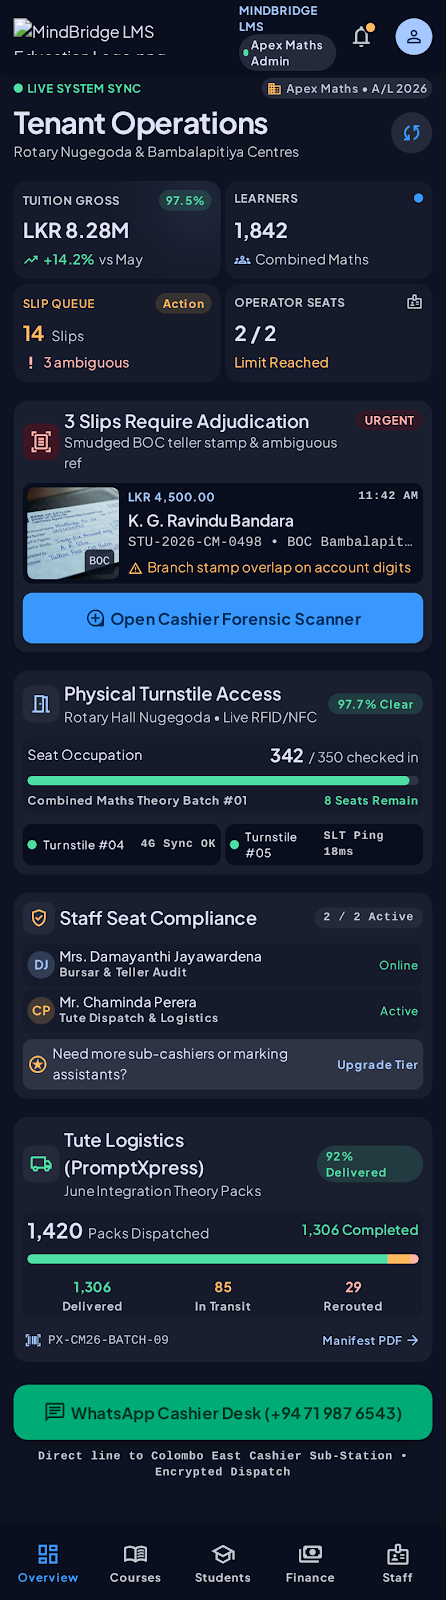 MindBridge LMS
MINDBRIDGE
LMS
Apex Maths
Admin
LIVE SYSTEM SYNC
Apex Maths • A/L 2026
Tenant Operations
Rotary Nugegoda & Bambalapitiya Centres
TUITION GROSS
97.5%
LKR 8.28M
+14.2% vs May
LEARNERS
1,842
Combined Maths
SLIP QUEUE
Action
14 Slips
3 ambiguous
OPERATOR SEATS
2 / 2
Limit Reached
3 Slips Require Adjudication
URGENT
Smudged BOC teller stamp & ambiguous
ref
LKR 4,500.00
11:42 AM
K. G. Ravindu Bandara
STU-2026-CM-0498 • BOC Bambalapit…
BOC
Branch stamp overlap on account digits
Open Cashier Forensic Scanner
Physical Turnstile Access
Rotary Hall Nugegoda • Live RFID/NFC
97.7% Clear
Seat Occupation
342 / 350 checked in
Combined Maths Theory Batch #01
8 Seats Remain
Turnstile #04
4G Sync OK
Turnstile
#05
SLT Ping
18ms
Staff Seat Compliance
2 / 2 Active
DJ
Mrs. Damayanthi Jayawardena
Bursar & Teller Audit
Online
CP
Mr. Chaminda Perera
Tute Dispatch & Logistics
Active
Need more sub-cashiers or marking
assistants?
Upgrade Tier
Tute Logistics
(PromptXpress)
June Integration Theory Packs
92%
Delivered
1,420 Packs Dispatched
1,306 Completed
1,306
Delivered
85
In Transit
29
Rerouted
PX-CM26-BATCH-09
Manifest PDF →
WhatsApp Cashier Desk (+94 71 987 6543)
Direct line to Colombo East Cashier Sub-Station •
Encrypted Dispatch
Overview
Courses
Students
Finance
Staff